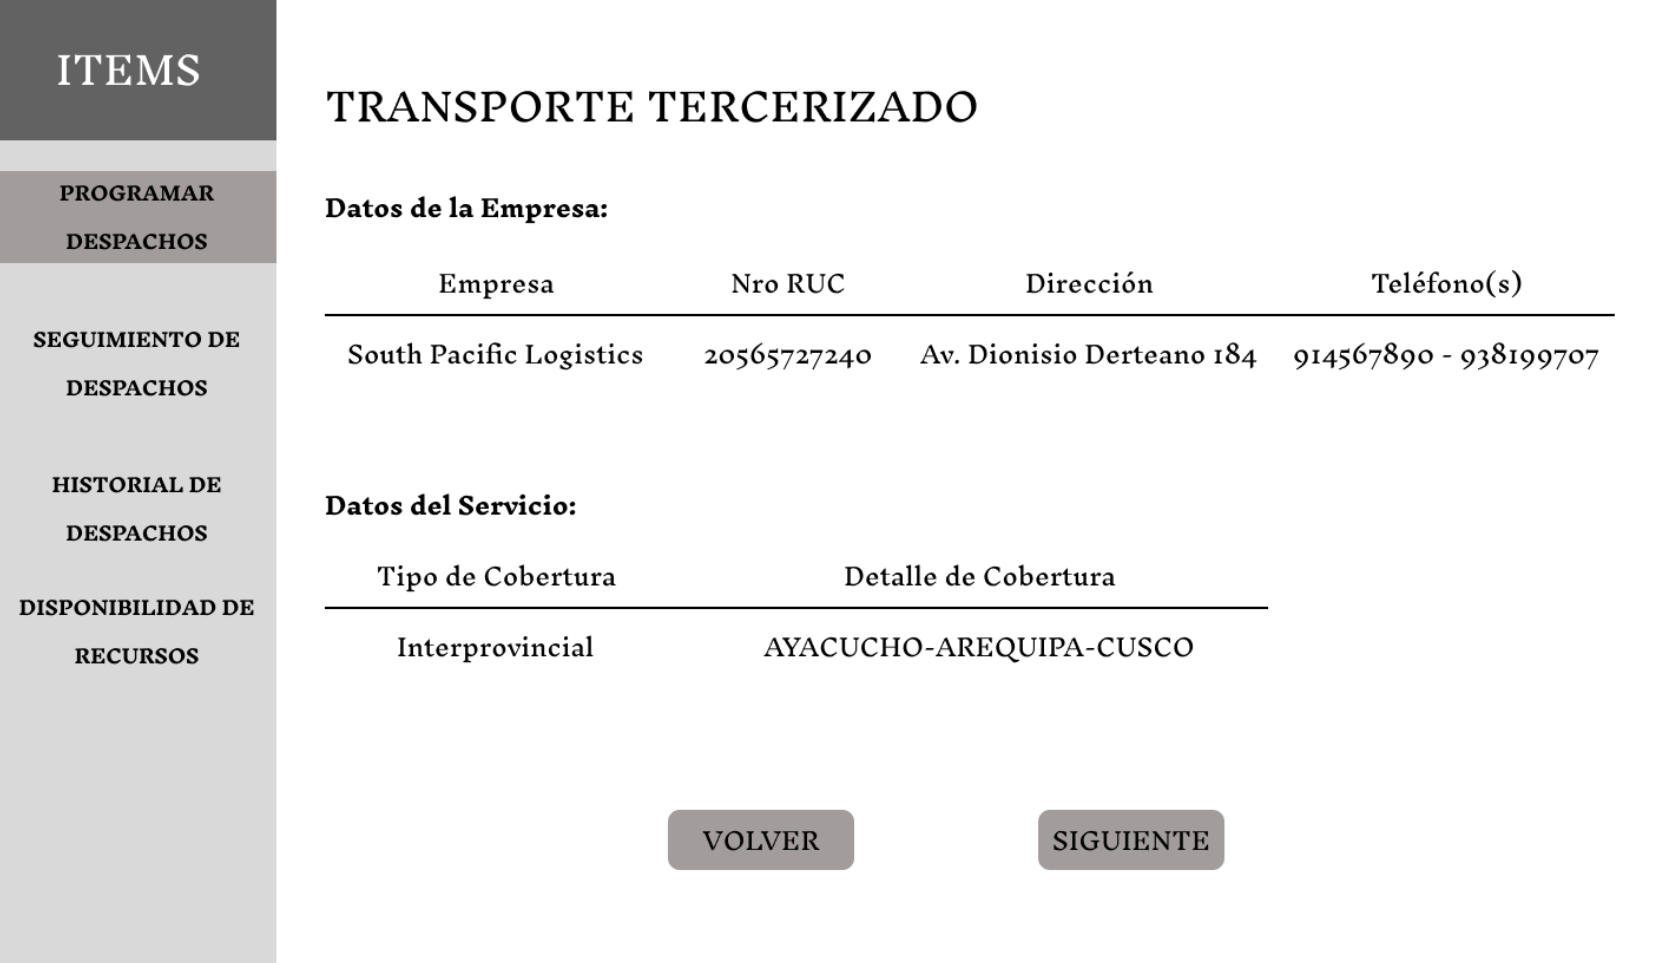 ITEMS
PROGRAMAR
DESPACHOS
SEGUIMIENTO DE
DESPACHOS
HISTORIAL DE
DESPACHOS
DISPONIBILIDAD DE
RECURSOS
TRANSPORTE TERCERIZADO
Datos de la Empresa:
Empresa Nro RUC Dirección Teléfono(s)
South Pacific Logistics 20565727240 Av. Dionisio Derteano 184 914567890 - 938199707
Datos del Servicio:
Tipo de Cobertura Detalle de Cobertura
Interprovincial AYACUCHO-AREQUIPA-CUSCO
VOLVER SIGUIENTE